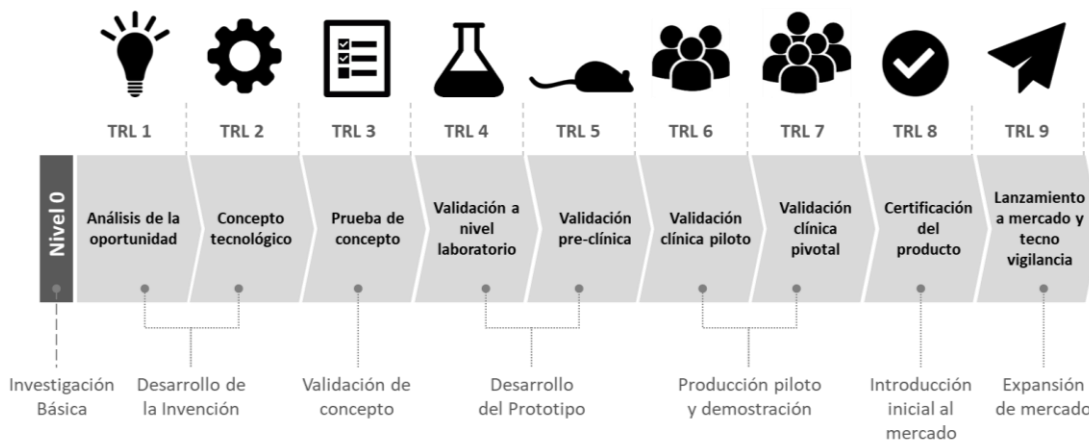 TRL 1
TRL 2
TRL 3
TRL 4
TRL 5
TRL 6
TRL 7
TRL 8
TRL 9
Nivel 0
Análisis de la
oportunidad
Concepto
tecnológico
Prueba de
concepto
Validación a
nivel
laboratorio
Validación
pre-clínica
Validación
clínica piloto
Validación
clínica
pivotal
Certificación
del
producto
Lanzamiento
a mercado y
tecno
vigilancia
Investigación
Básica
Desarrollo de
la Invención
Validación de
concepto
Desarrollo
del Prototipo
Producción piloto
y demostración
Introducción
inicial al
mercado
Expansión
de mercado